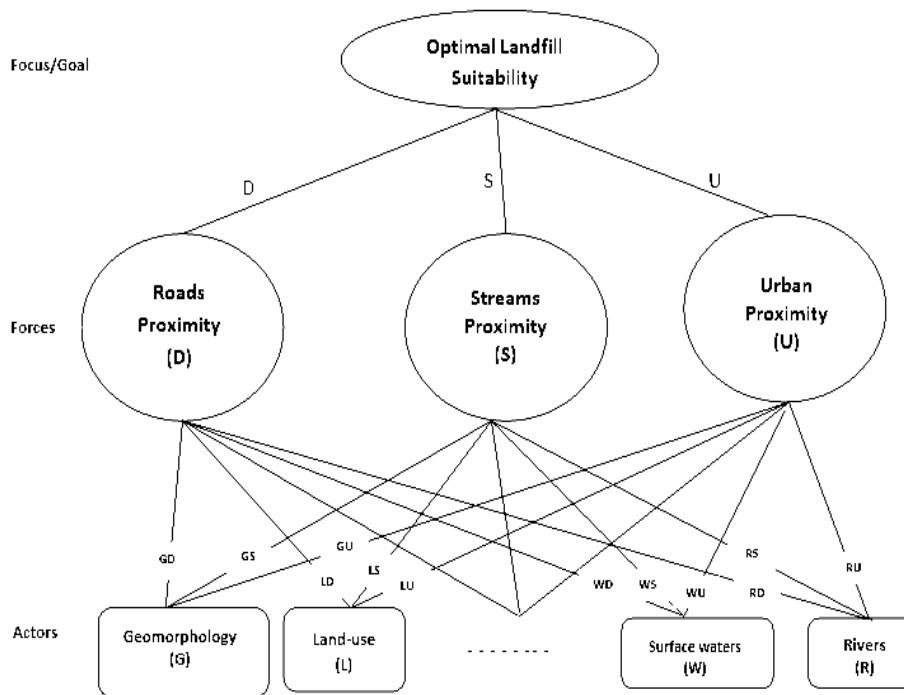 Optimal Landfill
Suitability
Focus/Goal
D
S
U
Roads
Proximity
(D)
Streams
Proximity
(S)
Urban
Proximity
(U)
Forces
GD
GS
GU
LD
LS
LU
WD
WS
WU
RS
RD
RU
Actors
Geomorphology
(G)
Land-use
(L)
- - - - - - - -
Surface waters
(W)
Rivers
(R)